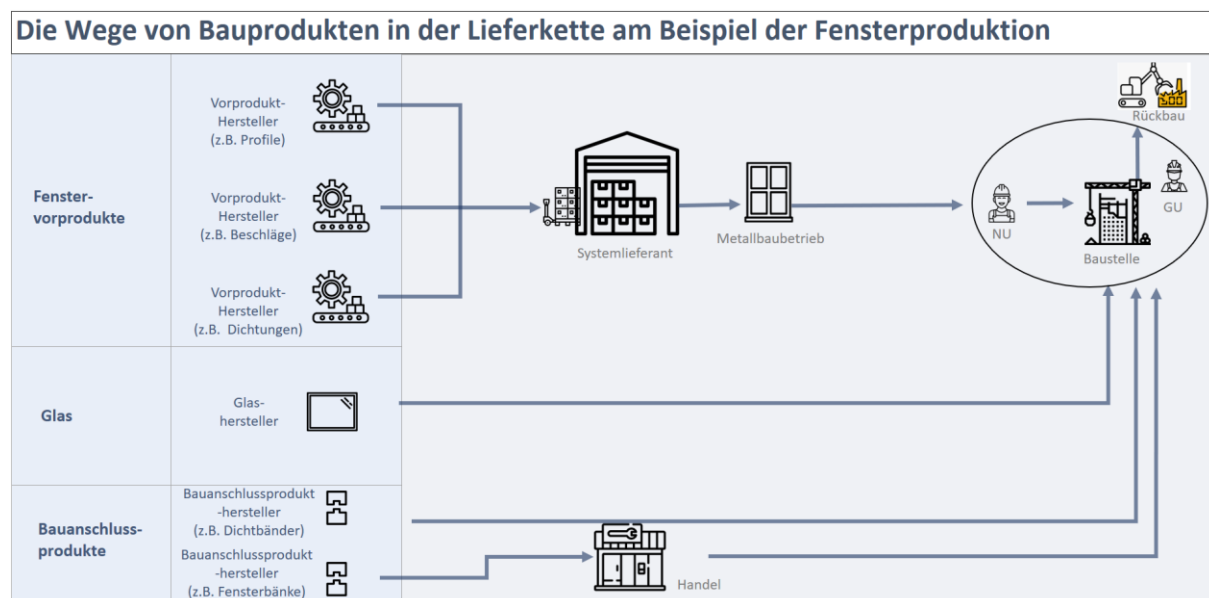 Die Wege von Bauprodukten in der Lieferkette am Beispiel der Fensterproduktion
Fenster-
vorprodukte
Vorprodukt-
Hersteller
(z.B. Profile)
Vorprodukt-
Hersteller
(z.B. Beschläge)
Vorprodukt-
Hersteller
(z.B.  Dichtungen)
Systemlieferant
Metallbaubetrieb
NU
Baustelle
GU
Rückbau
Glas
Glas-
hersteller
Bauanschluss-
produkte
Bauanschlussprodukt
-hersteller
(z.B. Dichtbänder)
Bauanschlussprodukt
-hersteller
(z.B. Fensterbänke)
Handel